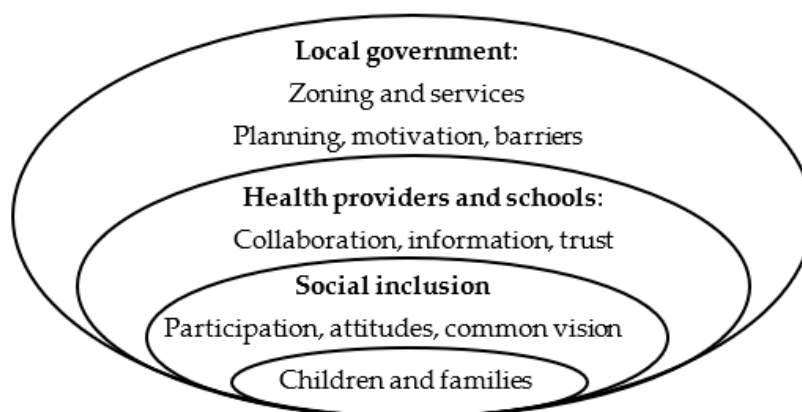 Local government:
Zoning and services
Planning, motivation, barriers
Health providers and schools:
Collaboration, information, trust
Social inclusion
Participation, attitudes, common vision
Children and families